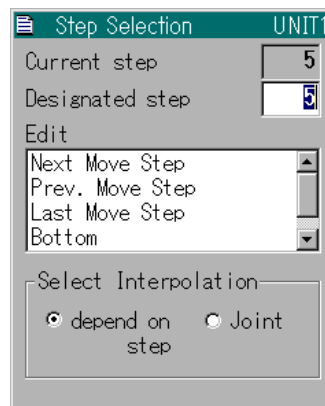 Step Selection UNIT1
Current step 5
Designated step 5
Edit
Next Move Step
Prev. Move Step
Last Move Step
Bottom
Select Interpolation
depend on step Joint